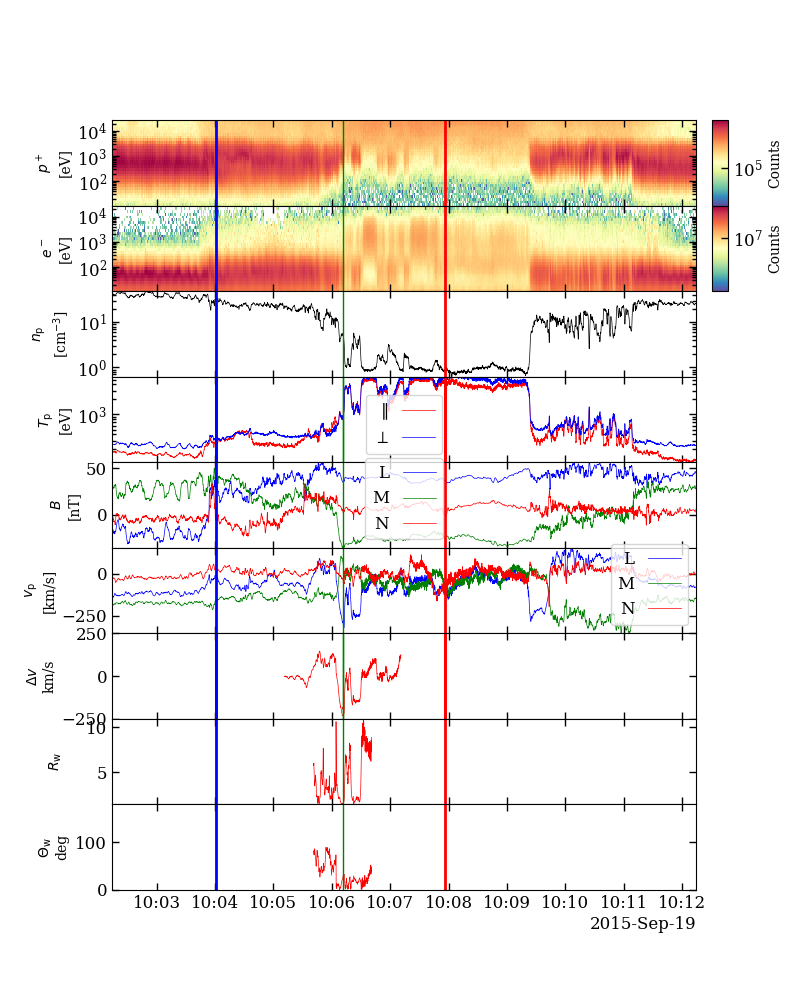 10⁴
10³
10²
p⁺
[eV]
10⁵
Counts
10⁴
10³
10²
e⁻
[eV]
10⁷
Counts
10¹
10⁰
nₚ
[cm⁻³]
10³
Tₚ
[eV]
∥
⊥
50
0
B
[nT]
L
M
N
0
−250
vₚ
[km/s]
L
M
N
250
0
−250
Δv
km/s
10
5
R_w
100
0
Θ_w
deg
10:03 10:04 10:05 10:06 10:07 10:08 10:09 10:10 10:11 10:12
2015-Sep-19